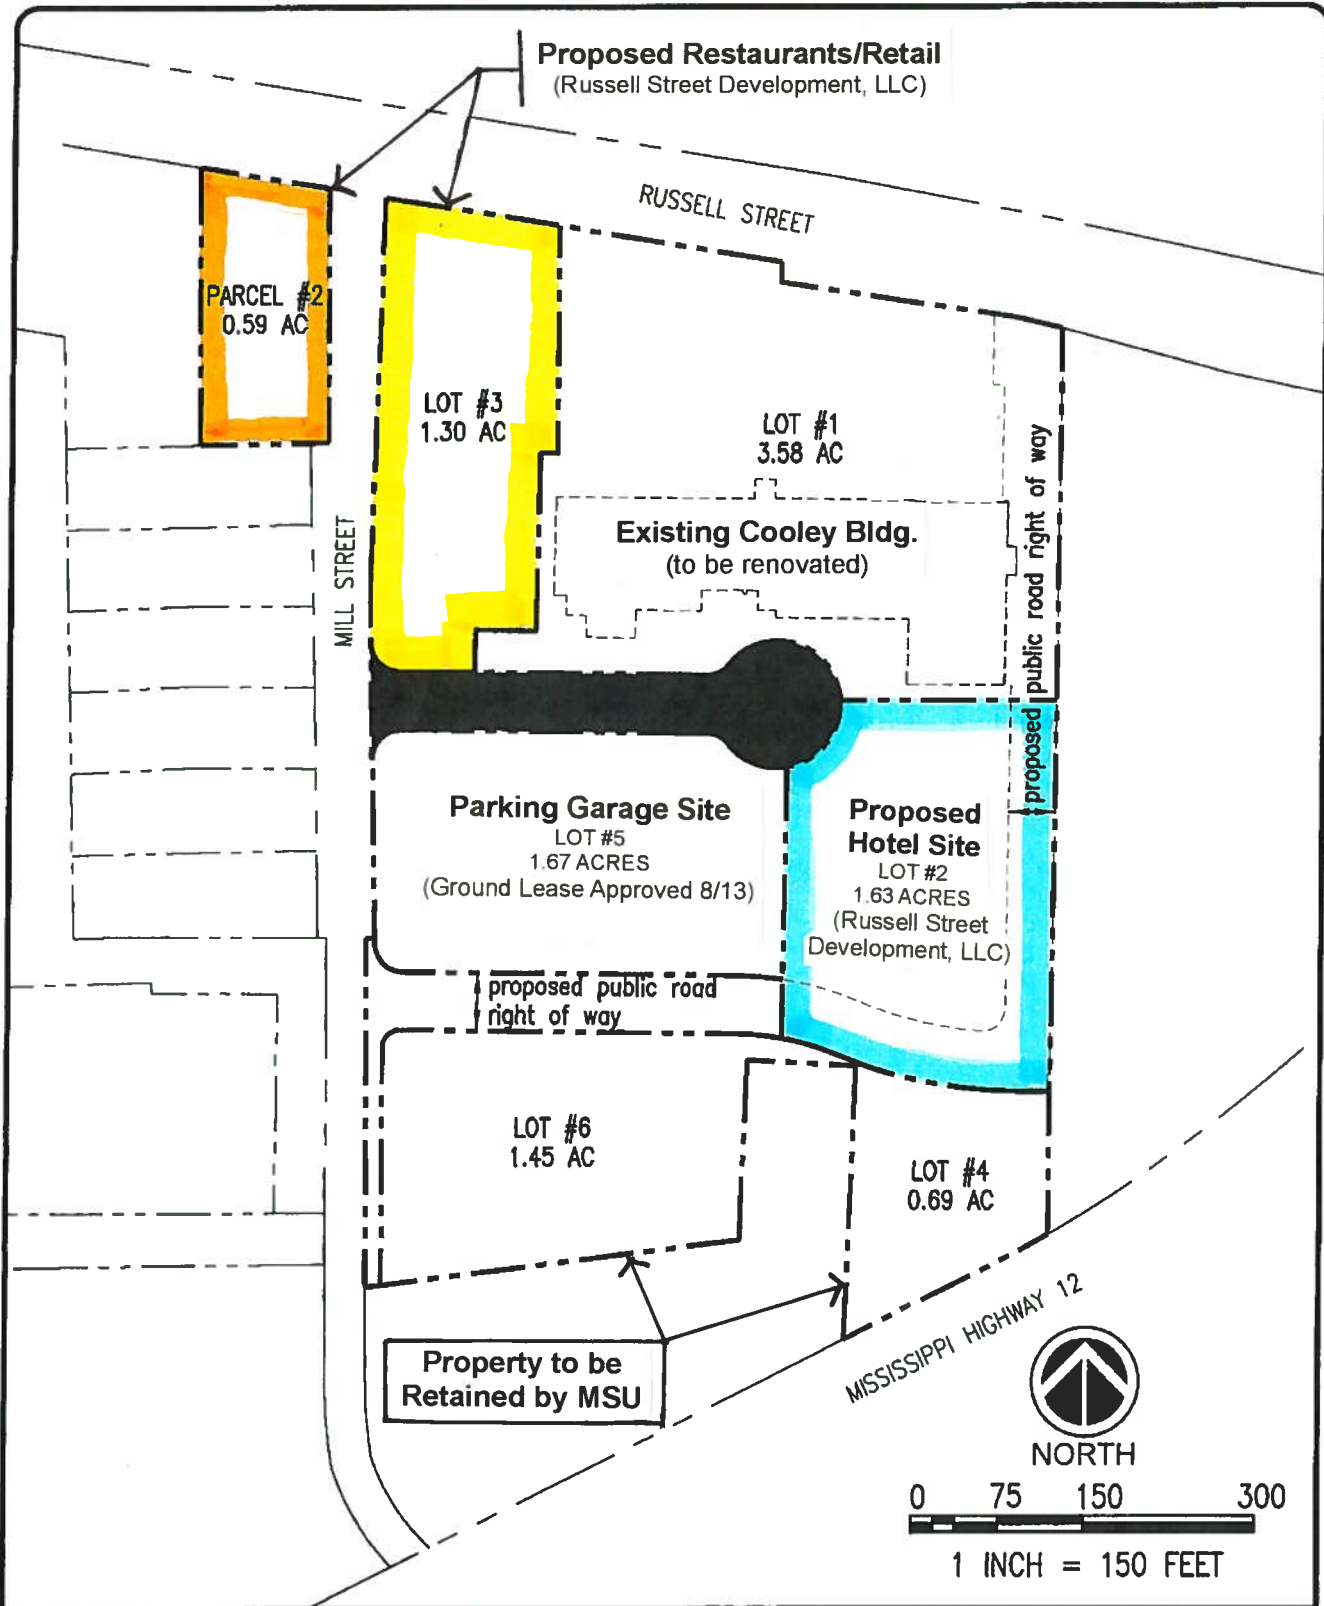 Proposed Restaurants/Retail
(Russell Street Development, LLC)
RUSSELL STREET
PARCEL #2
0.59 AC
LOT #3
1.30 AC
LOT #1
3.58 AC
Existing Cooley Bldg.
(to be renovated)
MILL STREET
proposed public road right of way
Parking Garage Site
LOT #5
1.67 ACRES
(Ground Lease Approved 8/13)
Proposed
Hotel Site
LOT #2
1.63 ACRES
(Russell Street
Development, LLC)
proposed public road
right of way
LOT #6
1.45 AC
LOT #4
0.69 AC
Property to be
Retained by MSU
MISSISSIPPI HIGHWAY 12
NORTH
0 75 150 300
1 INCH = 150 FEET